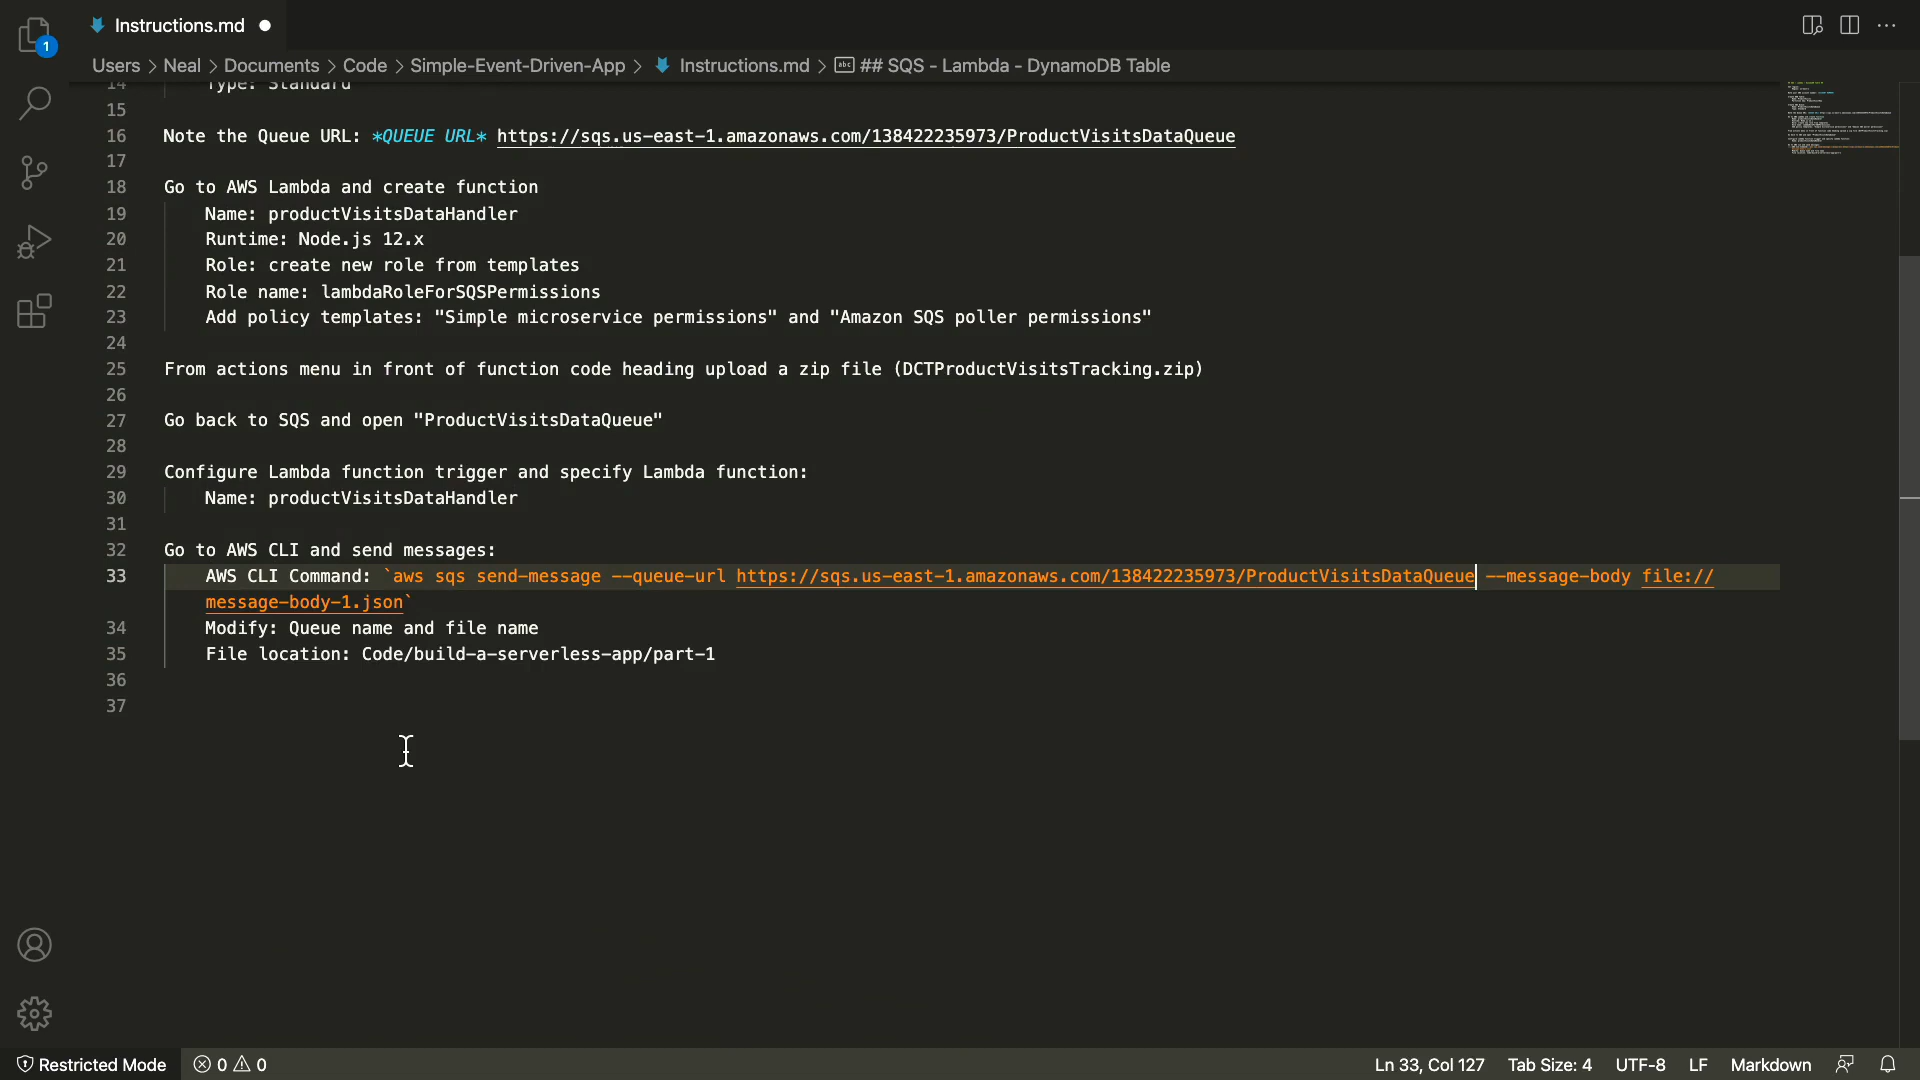 Instructions.md
1
Users > Neal > Documents > Code > Simple-Event-Driven-App > Instructions.md > abc ## SQS - Lambda - DynamoDB Table
14 Type: Standard
15
16 Note the Queue URL: *QUEUE URL* https://sqs.us-east-1.amazonaws.com/138422235973/ProductVisitsDataQueue
17
18 Go to AWS Lambda and create function
19 Name: productVisitsDataHandler
20 Runtime: Node.js 12.x
21 Role: create new role from templates
22 Role name: lambdaRoleForSQSPermissions
23 Add policy templates: "Simple microservice permissions" and "Amazon SQS poller permissions"
24
25 From actions menu in front of function code heading upload a zip file (DCTProductVisitsTracking.zip)
26
27 Go back to SQS and open "ProductVisitsDataQueue"
28
29 Configure Lambda function trigger and specify Lambda function:
30 Name: productVisitsDataHandler
31
32 Go to AWS CLI and send messages:
33 AWS CLI Command: `aws sqs send-message --queue-url https://sqs.us-east-1.amazonaws.com/138422235973/ProductVisitsDataQueue --message-body file://
message-body-1.json`
34 Modify: Queue name and file name
35 File location: Code/build-a-serverless-app/part-1
36
37
Restricted Mode 0 0 Ln 33, Col 127 Tab Size: 4 UTF-8 LF Markdown